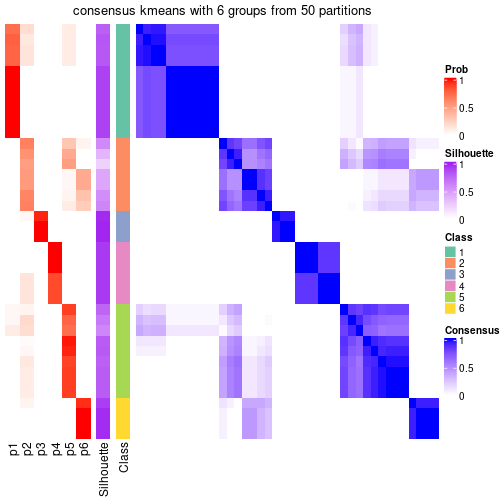 consensus kmeans with 6 groups from 50 partitions
Prob
1
0.5
0
Silhouette
1
0.5
0
Class
1
2
3
4
5
6
Consensus
1
0.5
0
p1
p2
p3
p4
p5
p6
Silhouette
Class